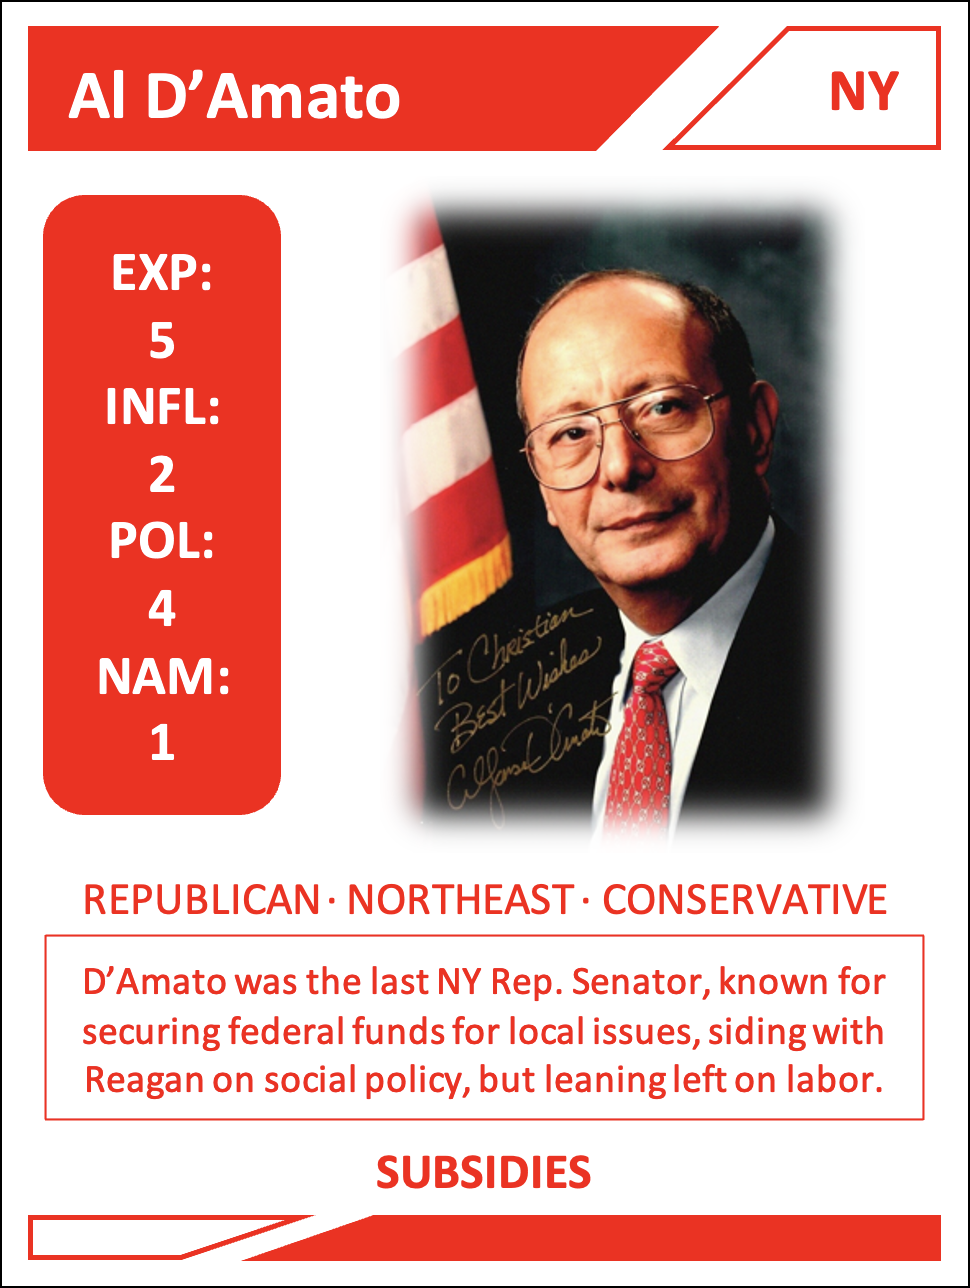 Al D’Amato
NY
EXP:
5
INFL:
2
POL:
4
NAM:
1
To Christian
Best Wishes
Alfonse D'Amato
REPUBLICAN · NORTHEAST · CONSERVATIVE
D’Amato was the last NY Rep. Senator, known for
securing federal funds for local issues, siding with
Reagan on social policy, but leaning left on labor.
SUBSIDIES